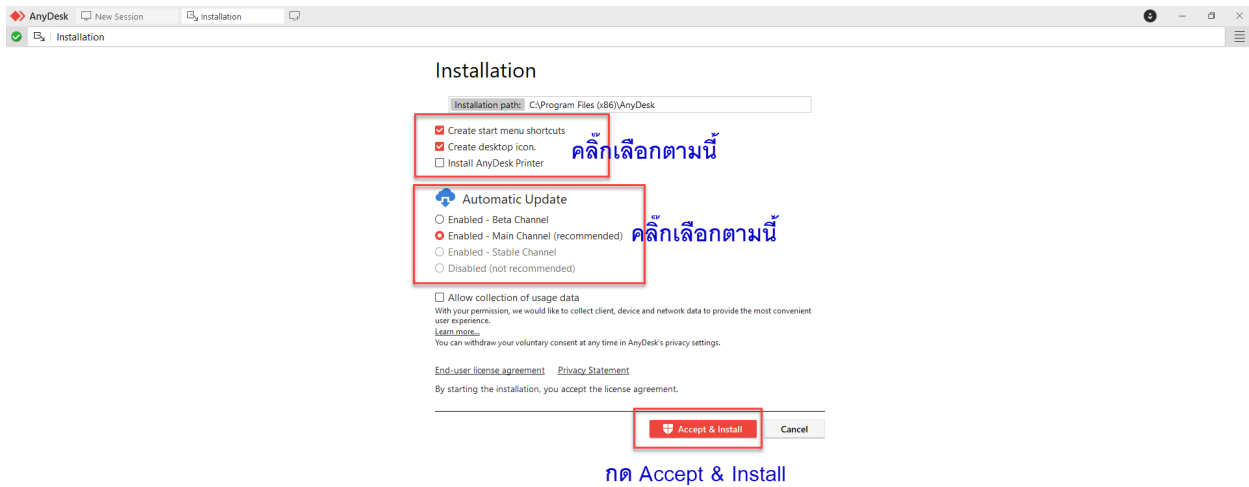 AnyDesk New Session Installation
Installation
Installation
Installation path: C:\Program Files (x86)\AnyDesk
Create start menu shortcuts
Create desktop icon.
Install AnyDesk Printer
คลิ๊กเลือกตามนี้
Automatic Update
Enabled - Beta Channel
Enabled - Main Channel (recommended)
คลิ๊กเลือกตามนี้
Enabled - Stable Channel
Disabled (not recommended)
Allow collection of usage data
With your permission, we would like to collect client, device and network data to provide the most convenient
user experience.
Learn more...
You can withdraw your voluntary consent at any time in AnyDesk's privacy settings.
End-user license agreement Privacy Statement
By starting the installation, you accept the license agreement.
Accept & Install Cancel
กด Accept & Install